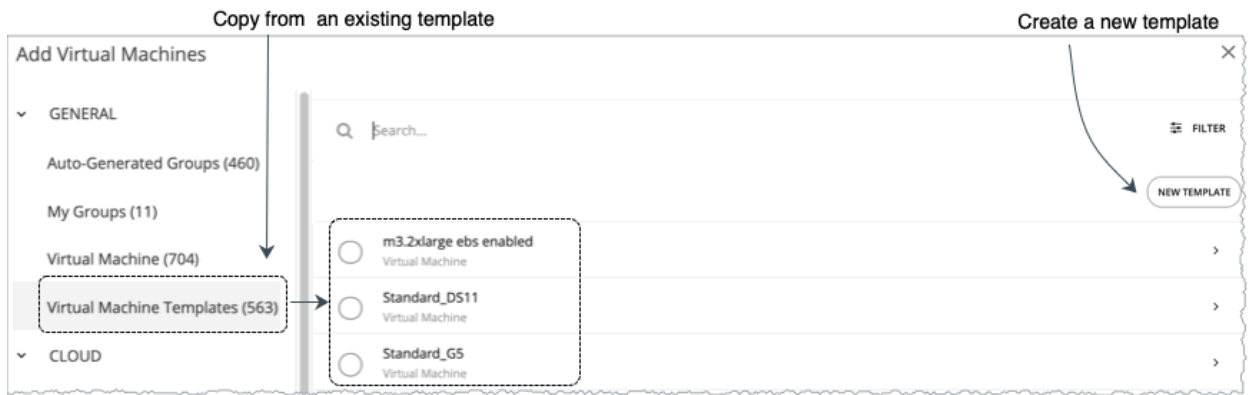 Copy from an existing template
Create a new template
Add Virtual Machines
GENERAL
Auto-Generated Groups (460)
My Groups (11)
Virtual Machine (704)
Virtual Machine Templates (563)
CLOUD
Search...
FILTER
NEW TEMPLATE
m3.2xlarge ebs enabled
Virtual Machine
Standard_DS11
Virtual Machine
Standard_G5
Virtual Machine